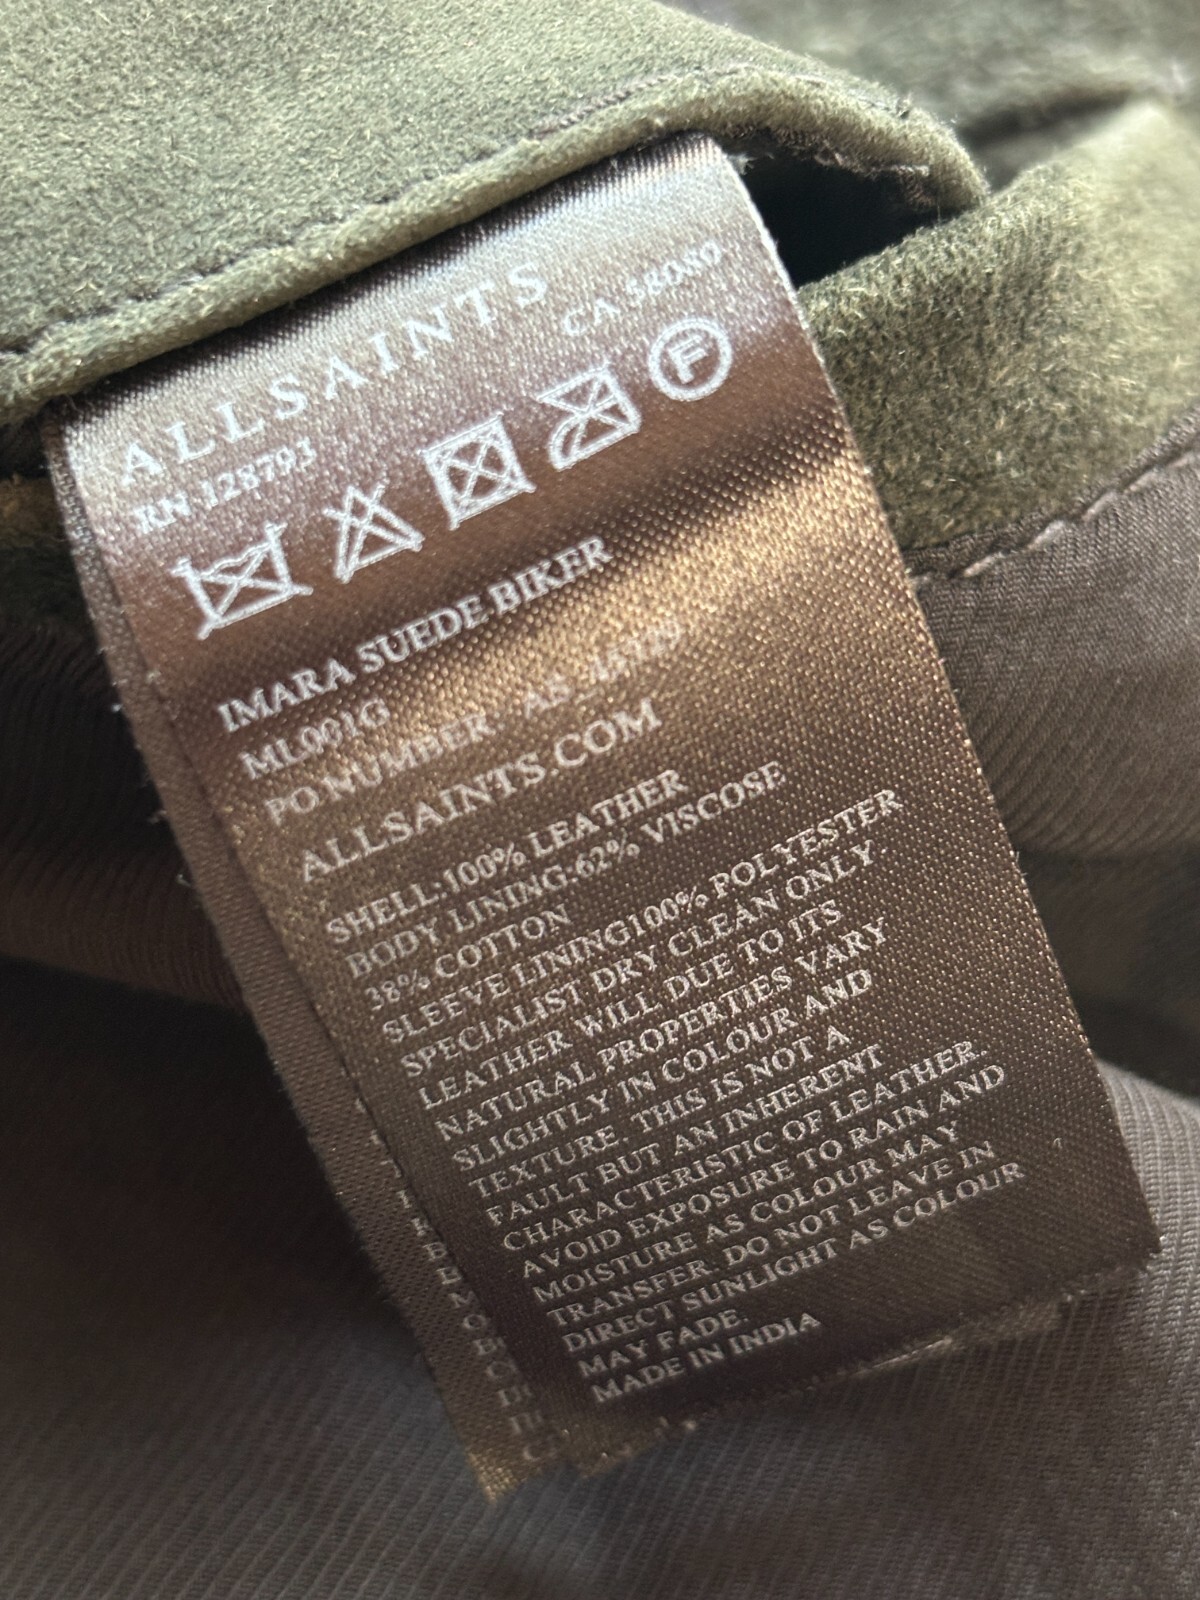 ALLSAINTS
RN 128793 CA 38080
F
IMARA SUEDE BIKER
ML001G
PO NUMBER: 
ALLSAINTS.COM
SHELL:100% LEATHER
BODY LINING:62% VISCOSE
38% COTTON
SLEEVE LINING100% POLYESTER
SPECIALIST DRY CLEAN ONLY.
LEATHER WILL DUE TO ITS
NATURAL PROPERTIES VARY
SLIGHTLY IN COLOUR AND
TEXTURE. THIS IS NOT A
FAULT BUT AN INHERENT
CHARACTERISTIC OF LEATHER.
AVOID EXPOSURE TO RAIN AND
MOISTURE AS COLOUR MAY
TRANSFER. DO NOT LEAVE IN
DIRECT SUNLIGHT AS COLOUR
MAY FADE.
MADE IN INDIA